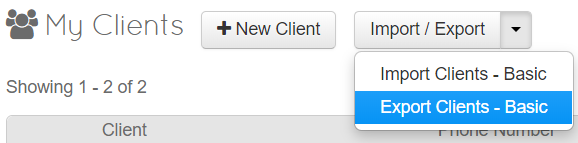 My Clients
New Client
Import / Export
Import Clients - Basic
Showing 1 - 2 of 2
Export Clients - Basic
Client
Phone Number